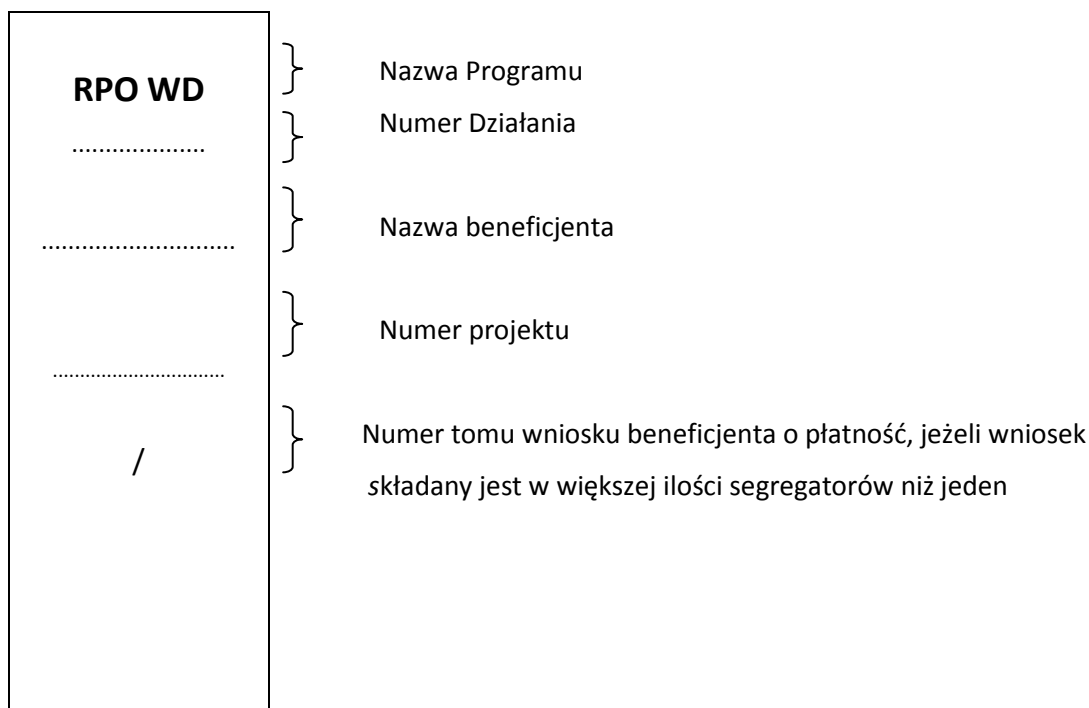 RPO WD
Nazwa Programu
....................
Numer Działania
.............................
Nazwa beneficjenta
Numer projektu
................................
/
Numer tomu wniosku beneficjenta o płatność, jeżeli wniosek
składany jest w większej ilości segregatorów niż jeden